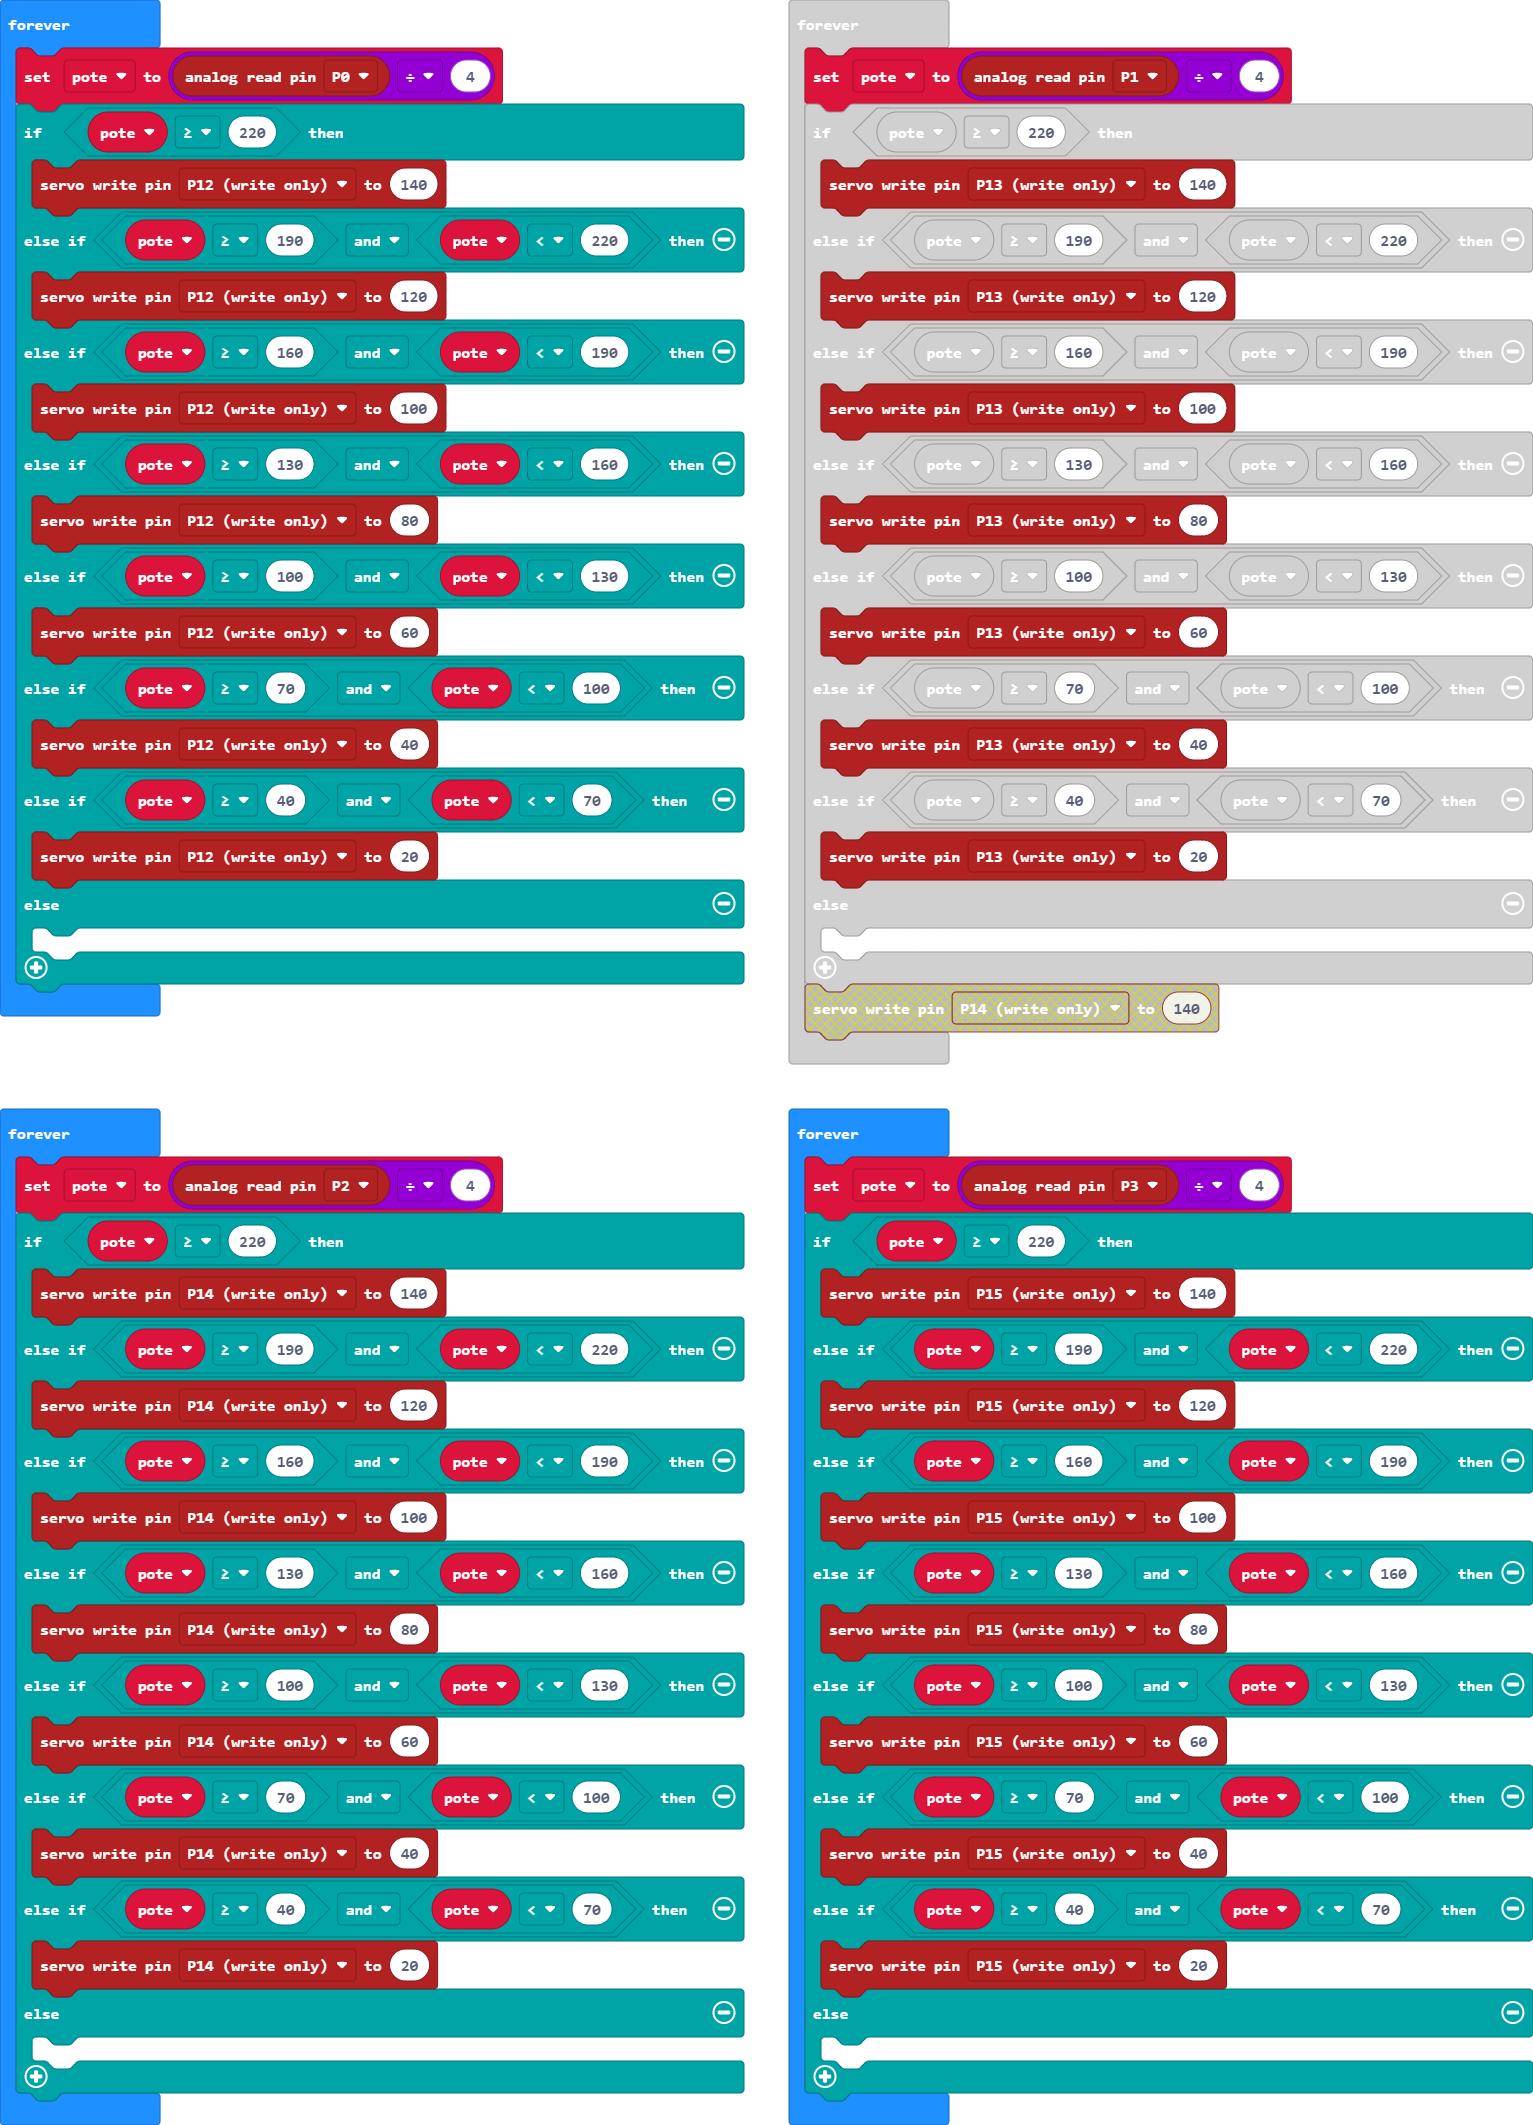 forever
set pote to analog read pin P0 ÷ 4
if pote ≥ 220 then
servo write pin P12 (write only) to 140
else if pote ≥ 190 and pote < 220 then
servo write pin P12 (write only) to 120
else if pote ≥ 160 and pote < 190 then
servo write pin P12 (write only) to 100
else if pote ≥ 130 and pote < 160 then
servo write pin P12 (write only) to 80
else if pote ≥ 100 and pote < 130 then
servo write pin P12 (write only) to 60
else if pote ≥ 70 and pote < 100 then
servo write pin P12 (write only) to 40
else if pote ≥ 40 and pote < 70 then
servo write pin P12 (write only) to 20
else
forever
set pote to analog read pin P1 ÷ 4
if pote ≥ 220 then
servo write pin P13 (write only) to 140
else if pote ≥ 190 and pote < 220 then
servo write pin P13 (write only) to 120
else if pote ≥ 160 and pote < 190 then
servo write pin P13 (write only) to 100
else if pote ≥ 130 and pote < 160 then
servo write pin P13 (write only) to 80
else if pote ≥ 100 and pote < 130 then
servo write pin P13 (write only) to 60
else if pote ≥ 70 and pote < 100 then
servo write pin P13 (write only) to 40
else if pote ≥ 40 and pote < 70 then
servo write pin P13 (write only) to 20
else
servo write pin P14 (write only) to 140
forever
set pote to analog read pin P2 ÷ 4
if pote ≥ 220 then
servo write pin P14 (write only) to 140
else if pote ≥ 190 and pote < 220 then
servo write pin P14 (write only) to 120
else if pote ≥ 160 and pote < 190 then
servo write pin P14 (write only) to 100
else if pote ≥ 130 and pote < 160 then
servo write pin P14 (write only) to 80
else if pote ≥ 100 and pote < 130 then
servo write pin P14 (write only) to 60
else if pote ≥ 70 and pote < 100 then
servo write pin P14 (write only) to 40
else if pote ≥ 40 and pote < 70 then
servo write pin P14 (write only) to 20
else
forever
set pote to analog read pin P3 ÷ 4
if pote ≥ 220 then
servo write pin P15 (write only) to 140
else if pote ≥ 190 and pote < 220 then
servo write pin P15 (write only) to 120
else if pote ≥ 160 and pote < 190 then
servo write pin P15 (write only) to 100
else if pote ≥ 130 and pote < 160 then
servo write pin P15 (write only) to 80
else if pote ≥ 100 and pote < 130 then
servo write pin P15 (write only) to 60
else if pote ≥ 70 and pote < 100 then
servo write pin P15 (write only) to 40
else if pote ≥ 40 and pote < 70 then
servo write pin P15 (write only) to 20
else